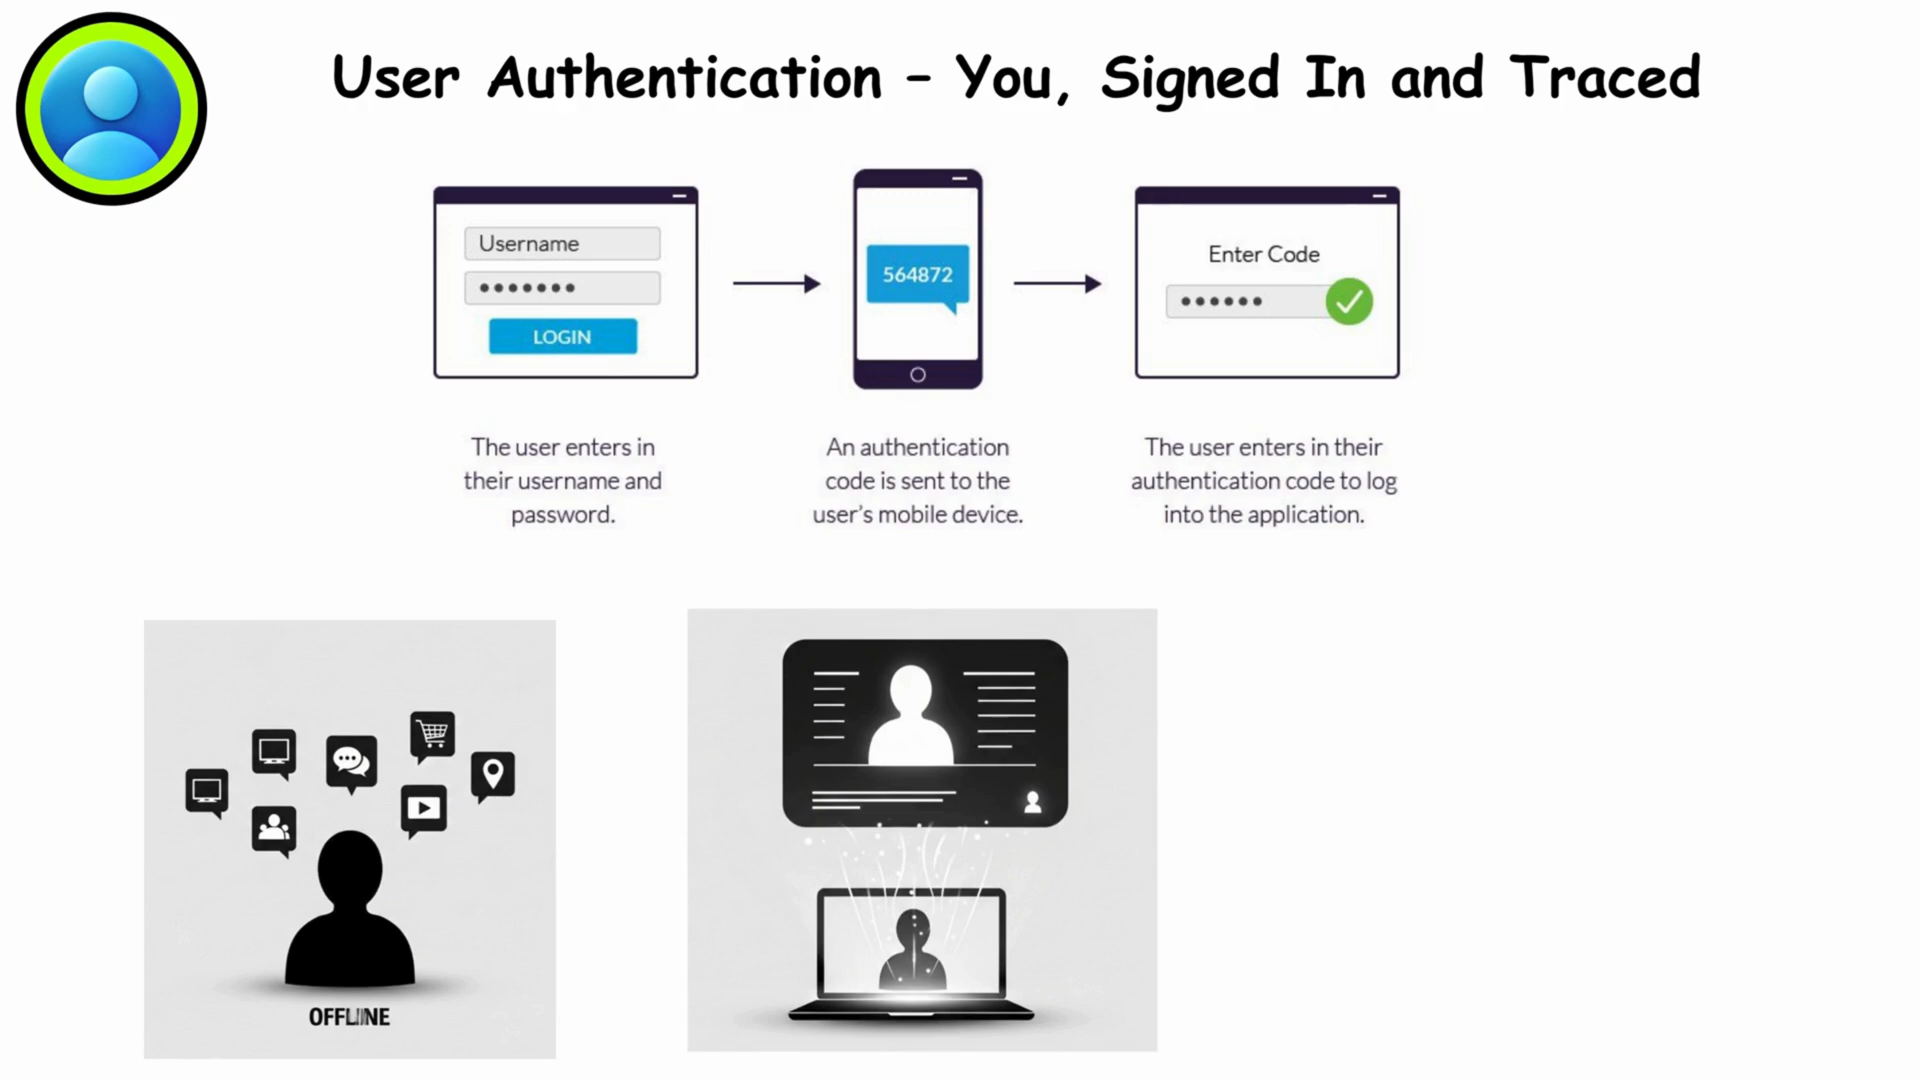 User Authentication – You, Signed In and Traced
Username
LOGIN
564872
Enter Code
The user enters in
their username and
password.
An authentication
code is sent to the
user's mobile device.
The user enters in their
authentication code to log
into the application.